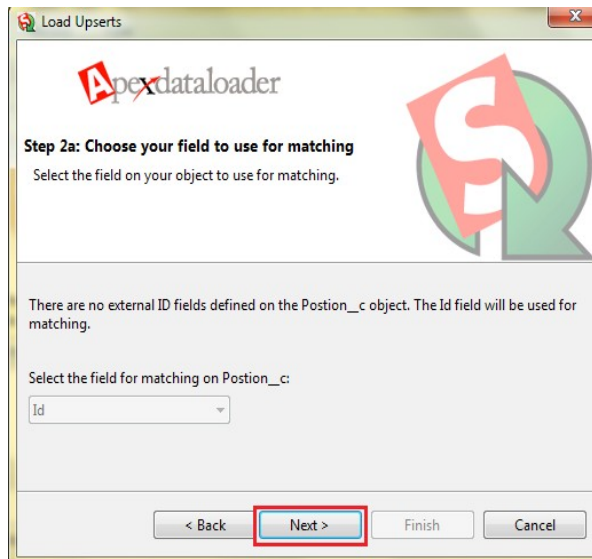 Load Upserts
x
Apexdataloader
Step 2a: Choose your field to use for matching
Select the field on your object to use for matching.
There are no external ID fields defined on the Postion__c object. The Id field will be used for
matching.
Select the field for matching on Postion__c:
Id
< Back Next > Finish Cancel